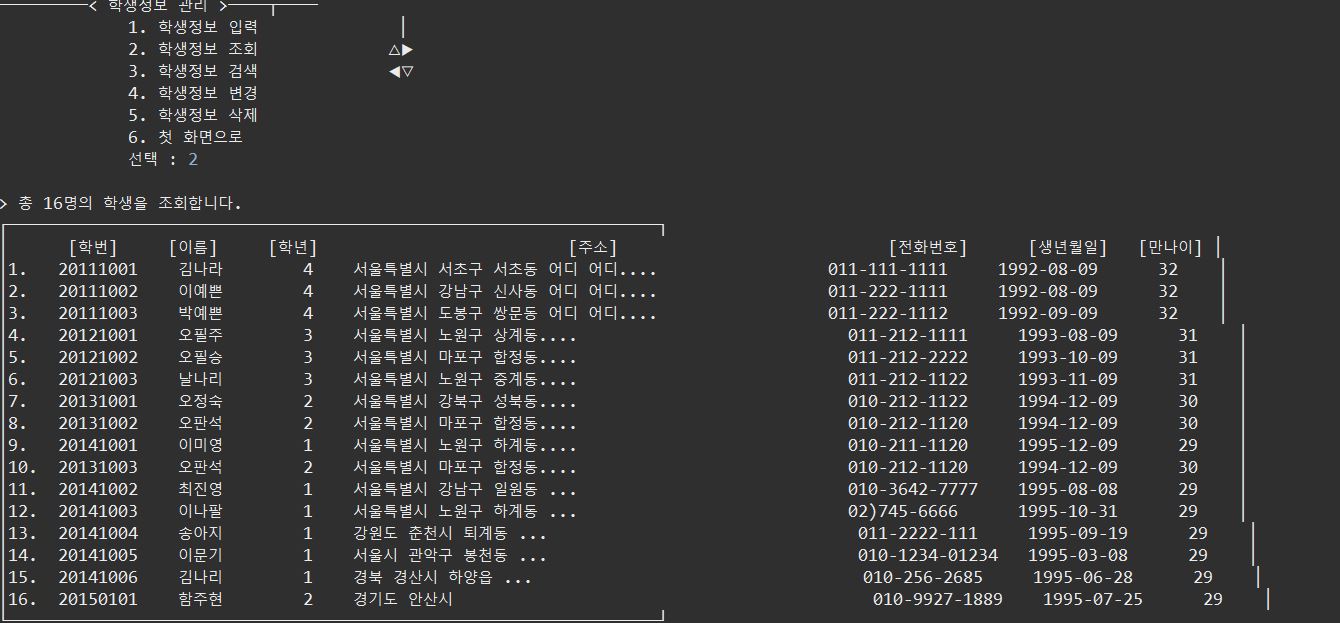 < 학생정보 관리 >
1. 학생정보 입력
2. 학생정보 조회 △▶
3. 학생정보 검색 ◀▽
4. 학생정보 변경
5. 학생정보 삭제
6. 첫 화면으로
선택 : 2
> 총 16명의 학생을 조회합니다.
[학번] [이름] [학년] [주소] [전화번호] [생년월일] [만나이]
1. 20111001 김나라 4 서울특별시 서초구 서초동 어디 어디.... 011-111-1111 1992-08-09 32
2. 20111002 이예쁜 4 서울특별시 강남구 신사동 어디 어디.... 011-222-1111 1992-08-09 32
3. 20111003 박예쁜 4 서울특별시 도봉구 쌍문동 어디 어디.... 011-222-1112 1992-09-09 32
4. 20121001 오필주 3 서울특별시 노원구 상계동.... 011-212-1111 1993-08-09 31
5. 20121002 오필승 3 서울특별시 마포구 합정동.... 011-212-2222 1993-10-09 31
6. 20121003 날나리 3 서울특별시 노원구 중계동.... 011-212-1122 1993-11-09 31
7. 20131001 오정숙 2 서울특별시 강북구 성북동.... 010-212-1122 1994-12-09 30
8. 20131002 오판석 2 서울특별시 마포구 합정동.... 010-212-1120 1994-12-09 30
9. 20141001 이미영 1 서울특별시 노원구 하계동.... 010-211-1120 1995-12-09 29
10. 20131003 오판석 2 서울특별시 마포구 합정동.... 010-212-1120 1994-12-09 30
11. 20141002 최진영 1 서울특별시 강남구 일원동 ... 010-3642-7777 1995-08-08 29
12. 20141003 이나팔 1 서울특별시 노원구 하계동 ... 02)745-6666 1995-10-31 29
13. 20141004 송아지 1 강원도 춘천시 퇴계동 ... 011-2222-111 1995-09-19 29
14. 20141005 이문기 1 서울시 관악구 봉천동 ... 010-1234-01234 1995-03-08 29
15. 20141006 김나리 1 경북 경산시 하양읍 ... 010-256-2685 1995-06-28 29
16. 20150101 함주현 2 경기도 안산시 010-9927-1889 1995-07-25 29